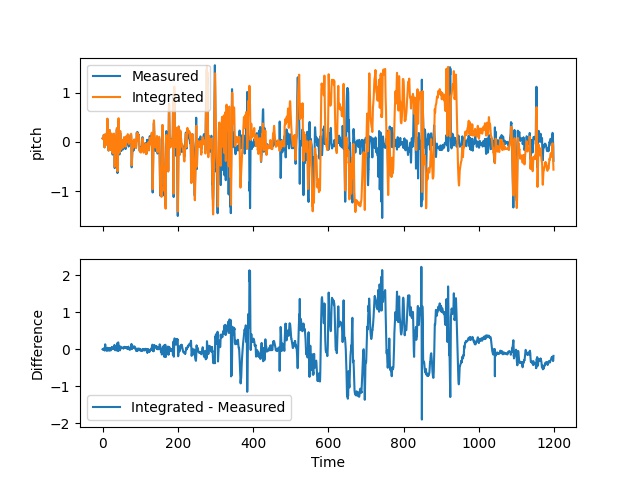 Measured
Integrated
pitch
1
0
−1
Difference
2
1
0
−1
−2
Integrated - Measured
0 200 400 600 800 1000 1200
Time